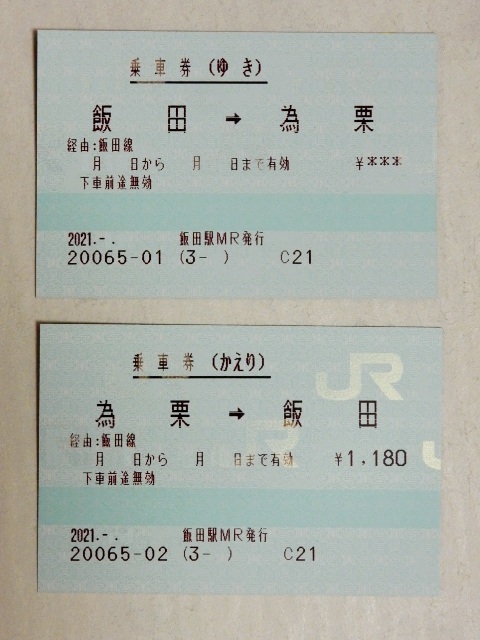 乗車券(ゆき)
飯田 → 為栗
経由:飯田線
月 日から 月 日まで有効 ¥***
下車前途無効
2021.-. 飯田駅MR発行
20065-01 (3- ) C21
乗車券(かえり)
JR
為栗 → 飯田
経由:飯田線
月 日から 月 日まで有効 ¥1,180
下車前途無効
2021.-. 飯田駅MR発行
20065-02 (3- ) C21